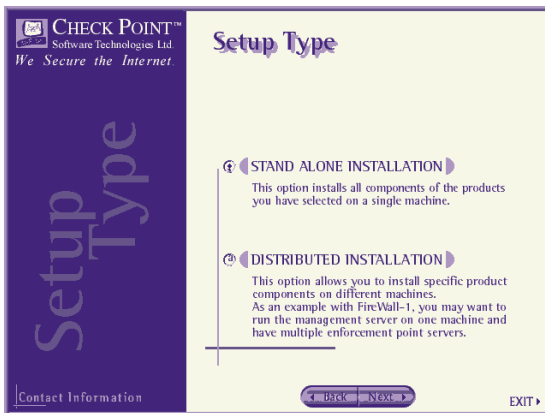 CHECK POINT™
Software Technologies Ltd.
We Secure the Internet.
Setup Type
Setup
Type
STAND ALONE INSTALLATION
This option installs all components of the products
you have selected on a single machine.
DISTRIBUTED INSTALLATION
This option allows you to install specific product
components on different machines.
As an example with FireWall-1, you may want to
run the management server on one machine and
have multiple enforcement point servers.
Contact Information
Back
Next
EXIT